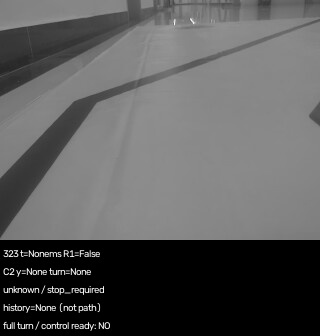 323 t=Nonems R1=False
C2 y=None turn=None
unknown / stop_required
history=None (not path)
full turn / control ready: NO